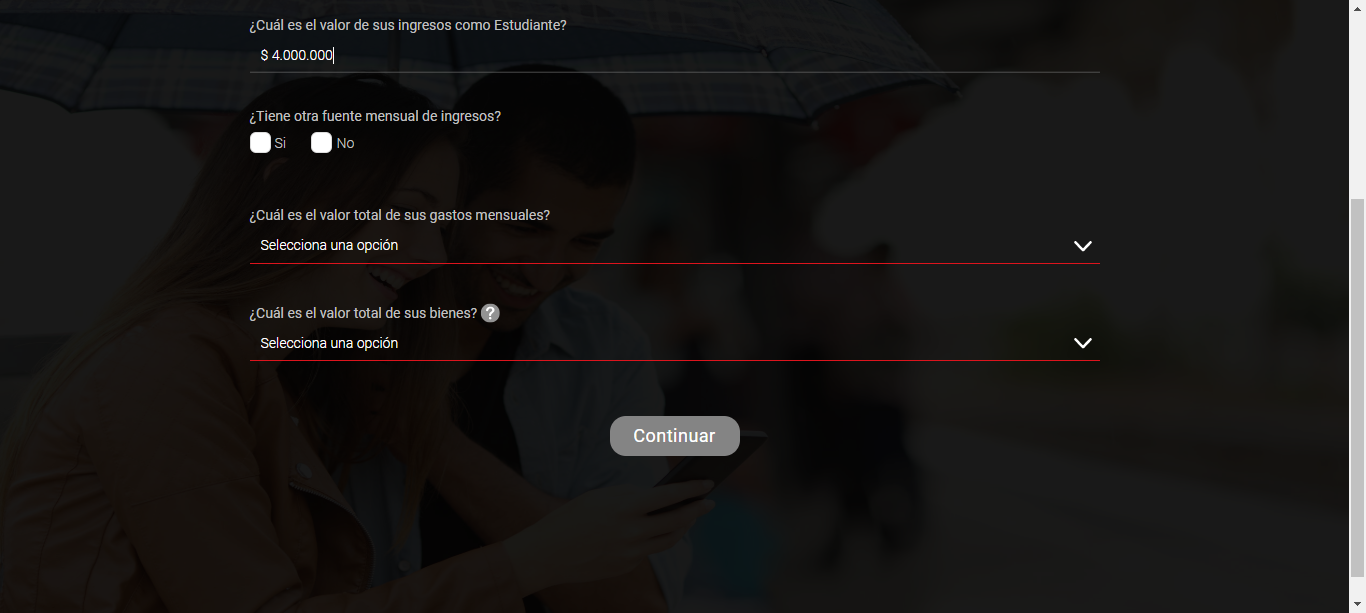 ¿Cuál es el valor de sus ingresos como Estudiante?
$ 4.000.000
¿Tiene otra fuente mensual de ingresos?
Si No
¿Cuál es el valor total de sus gastos mensuales?
Selecciona una opción
¿Cuál es el valor total de sus bienes? ?
Selecciona una opción
Continuar